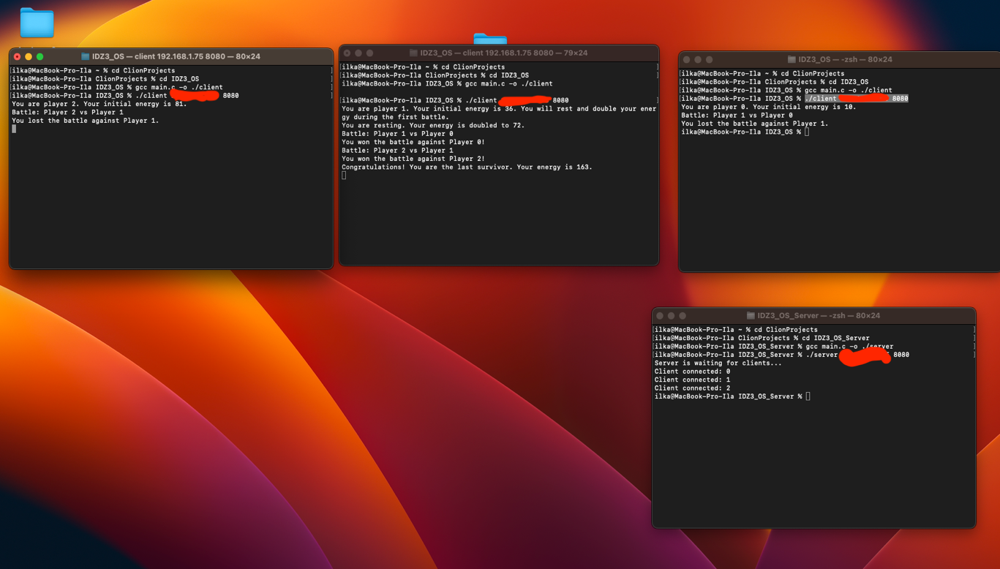 IDZ3_OS — client 192.168.1.75 8080 — 80×24
[ilka@MacBook-Pro-Ila ~ % cd ClionProjects ]
[ilka@MacBook-Pro-Ila ClionProjects % cd IDZ3_OS ]
[ilka@MacBook-Pro-Ila IDZ3_OS % gcc main.c -o ./client ]
[ilka@MacBook-Pro-Ila IDZ3_OS % ./client 8080 ]
You are player 2. Your initial energy is 81.
Battle: Player 2 vs Player 1
You lost the battle against Player 1.
IDZ3_OS — client 192.168.1.75 8080 — 79×24
[ilka@MacBook-Pro-Ila ~ % cd ClionProjects ]
[ilka@MacBook-Pro-Ila ClionProjects % cd IDZ3_OS ]
ilka@MacBook-Pro-Ila IDZ3_OS % gcc main.c -o ./client
[ilka@MacBook-Pro-Ila IDZ3_OS % ./client 8080 ]
You are player 1. Your initial energy is 36. You will rest and double your ener
gy during the first battle.
You are resting. Your energy is doubled to 72.
Battle: Player 1 vs Player 0
You won the battle against Player 0!
Battle: Player 2 vs Player 1
You won the battle against Player 2!
Congratulations! You are the last survivor. Your energy is 163.
IDZ3_OS — -zsh — 80×24
[ilka@MacBook-Pro-Ila ~ % cd ClionProjects
[ilka@MacBook-Pro-Ila ClionProjects % cd IDZ3_OS
[ilka@MacBook-Pro-Ila IDZ3_OS % gcc main.c -o ./client
[ilka@MacBook-Pro-Ila IDZ3_OS % ./client 8080
You are player 0. Your initial energy is 10.
Battle: Player 1 vs Player 0
You lost the battle against Player 1.
ilka@MacBook-Pro-Ila IDZ3_OS %
IDZ3_OS_Server — -zsh — 80×24
[ilka@MacBook-Pro-Ila ~ % cd ClionProjects ]
[ilka@MacBook-Pro-Ila ClionProjects % cd IDZ3_OS_Server ]
[ilka@MacBook-Pro-Ila IDZ3_OS_Server % gcc main.c -o ./server ]
[ilka@MacBook-Pro-Ila IDZ3_OS_Server % ./server 8080 ]
Server is waiting for clients...
Client connected: 0
Client connected: 1
Client connected: 2
ilka@MacBook-Pro-Ila IDZ3_OS_Server %